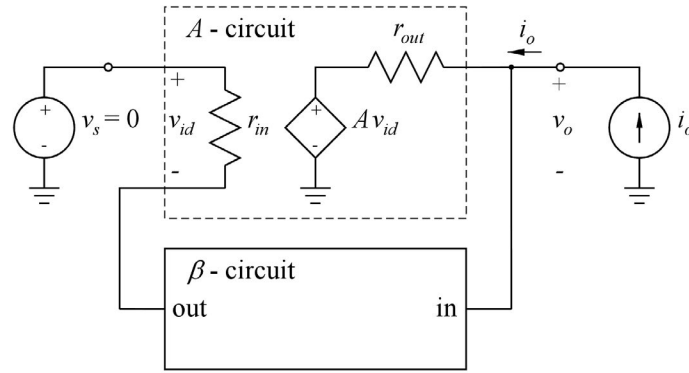 A - circuit
r_out
i_o
+
v_s = 0
-
+
v_id
-
r_in
+
-
A v_id
+
v_o
-
i_o
β - circuit
out
in